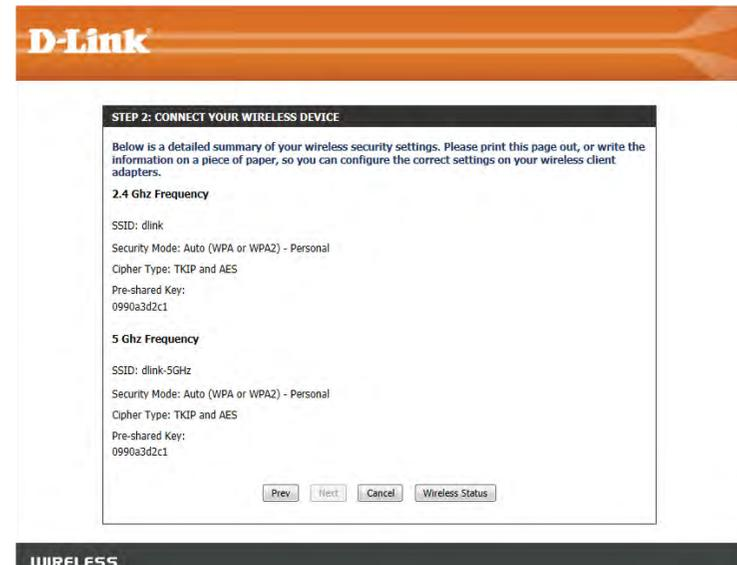 D-Link
STEP 2: CONNECT YOUR WIRELESS DEVICE
Below is a detailed summary of your wireless security settings. Please print this page out, or write the
information on a piece of paper, so you can configure the correct settings on your wireless client
adapters.
2.4 Ghz Frequency
SSID: dlink
Security Mode: Auto (WPA or WPA2) - Personal
Cipher Type: TKIP and AES
Pre-shared Key:
0990a3d2c1
5 Ghz Frequency
SSID: dlink-5GHz
Security Mode: Auto (WPA or WPA2) - Personal
Cipher Type: TKIP and AES
Pre-shared Key:
0990a3d2c1
Prev Next Cancel Wireless Status
WIRELESS